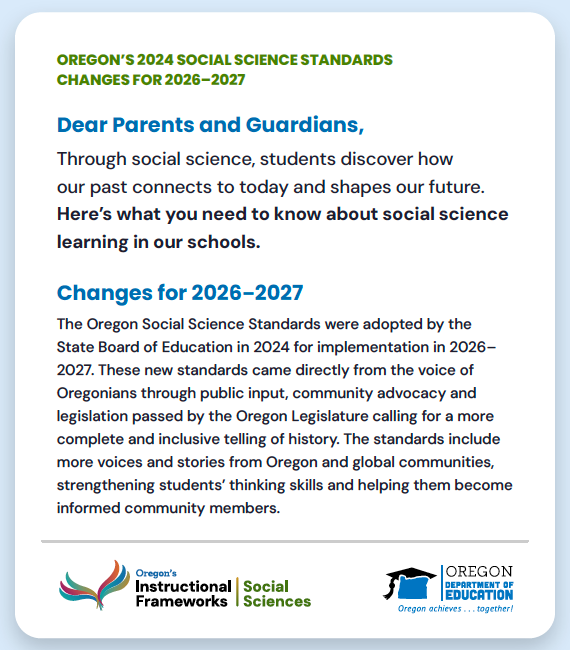 OREGON'S 2024 SOCIAL SCIENCE STANDARDS
CHANGES FOR 2026–2027
Dear Parents and Guardians,
Through social science, students discover how
our past connects to today and shapes our future.
Here's what you need to know about social science
learning in our schools.
Changes for 2026–2027
The Oregon Social Science Standards were adopted by the
State Board of Education in 2024 for implementation in 2026–
2027. These new standards came directly from the voice of
Oregonians through public input, community advocacy and
legislation passed by the Oregon Legislature calling for a more
complete and inclusive telling of history. The standards include
more voices and stories from Oregon and global communities,
strengthening students' thinking skills and helping them become
informed community members.
Oregon's
Instructional
Frameworks
Social
Sciences
OREGON
DEPARTMENT OF
EDUCATION
Oregon achieves . . . together!